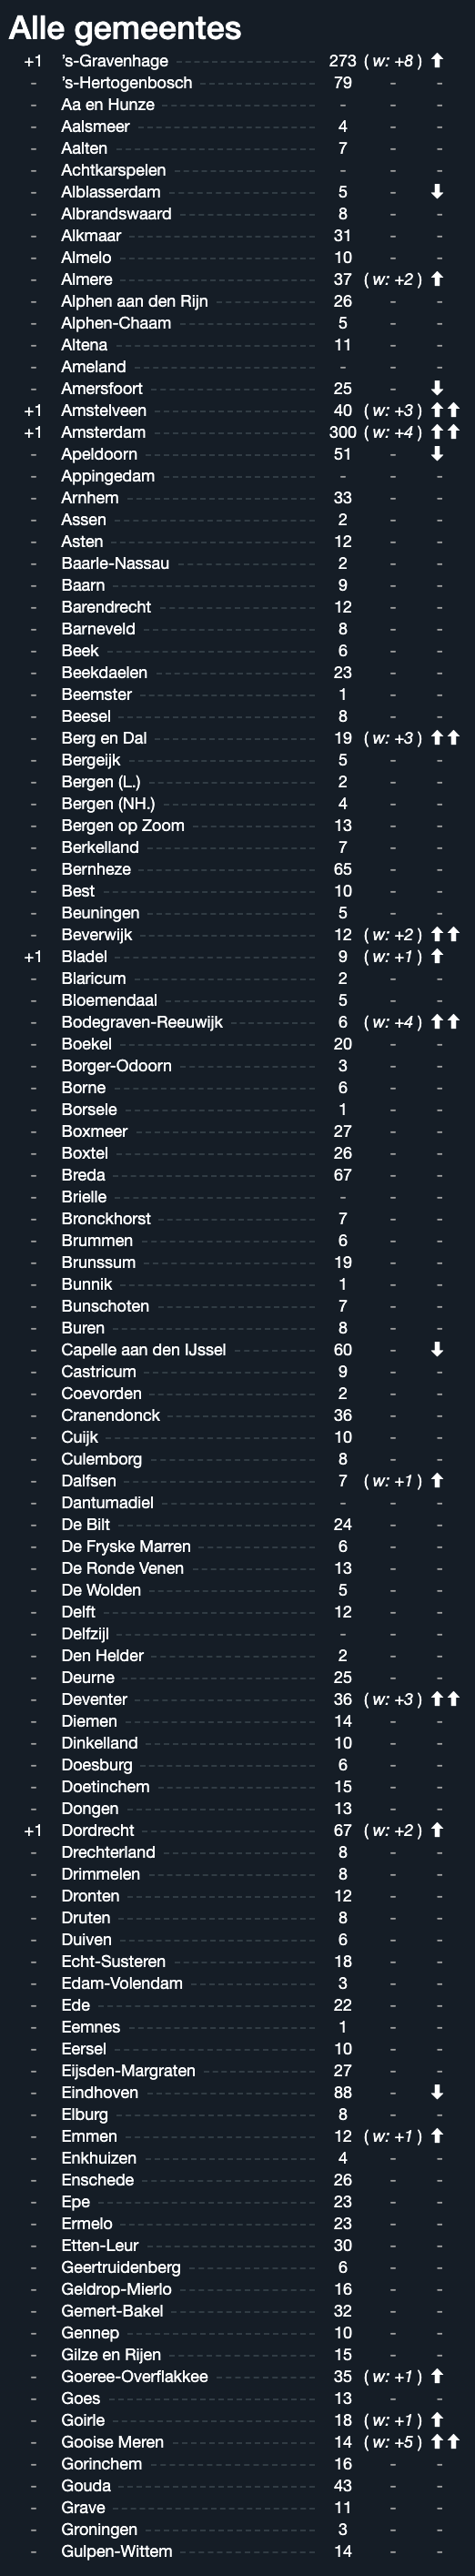 Alle gemeentes
+1 's-Gravenhage 273 ( w: +8 ) ⬆
- 's-Hertogenbosch 79 - -
- Aa en Hunze - - -
- Aalsmeer 4 - -
- Aalten 7 - -
- Achtkarspelen - - -
- Alblasserdam 5 - ⬇
- Albrandswaard 8 - -
- Alkmaar 31 - -
- Almelo 10 - -
- Almere 37 ( w: +2 ) ⬆
- Alphen aan den Rijn 26 - -
- Alphen-Chaam 5 - -
- Altena 11 - -
- Ameland - - -
- Amersfoort 25 - ⬇
+1 Amstelveen 40 ( w: +3 ) ⬆⬆
+1 Amsterdam 300 ( w: +4 ) ⬆⬆
- Apeldoorn 51 - ⬇
- Appingedam - - -
- Arnhem 33 - -
- Assen 2 - -
- Asten 12 - -
- Baarle-Nassau 2 - -
- Baarn 9 - -
- Barendrecht 12 - -
- Barneveld 8 - -
- Beek 6 - -
- Beekdaelen 23 - -
- Beemster 1 - -
- Beesel 8 - -
- Berg en Dal 19 ( w: +3 ) ⬆⬆
- Bergeijk 5 - -
- Bergen (L.) 2 - -
- Bergen (NH.) 4 - -
- Bergen op Zoom 13 - -
- Berkelland 7 - -
- Bernheze 65 - -
- Best 10 - -
- Beuningen 5 - -
- Beverwijk 12 ( w: +2 ) ⬆⬆
+1 Bladel 9 ( w: +1 ) ⬆
- Blaricum 2 - -
- Bloemendaal 5 - -
- Bodegraven-Reeuwijk 6 ( w: +4 ) ⬆⬆
- Boekel 20 - -
- Borger-Odoorn 3 - -
- Borne 6 - -
- Borsele 1 - -
- Boxmeer 27 - -
- Boxtel 26 - -
- Breda 67 - -
- Brielle - - -
- Bronckhorst 7 - -
- Brummen 6 - -
- Brunssum 19 - -
- Bunnik 1 - -
- Bunschoten 7 - -
- Buren 8 - -
- Capelle aan den IJssel 60 - ⬇
- Castricum 9 - -
- Coevorden 2 - -
- Cranendonck 36 - -
- Cuijk 10 - -
- Culemborg 8 - -
- Dalfsen 7 ( w: +1 ) ⬆
- Dantumadiel - - -
- De Bilt 24 - -
- De Fryske Marren 6 - -
- De Ronde Venen 13 - -
- De Wolden 5 - -
- Delft 12 - -
- Delfzijl - - -
- Den Helder 2 - -
- Deurne 25 - -
- Deventer 36 ( w: +3 ) ⬆⬆
- Diemen 14 - -
- Dinkelland 10 - -
- Doesburg 6 - -
- Doetinchem 15 - -
- Dongen 13 - -
+1 Dordrecht 67 ( w: +2 ) ⬆
- Drechterland 8 - -
- Drimmelen 8 - -
- Dronten 12 - -
- Druten 8 - -
- Duiven 6 - -
- Echt-Susteren 18 - -
- Edam-Volendam 3 - -
- Ede 22 - -
- Eemnes 1 - -
- Eersel 10 - -
- Eijsden-Margraten 27 - -
- Eindhoven 88 - ⬇
- Elburg 8 - -
- Emmen 12 ( w: +1 ) ⬆
- Enkhuizen 4 - -
- Enschede 26 - -
- Epe 23 - -
- Ermelo 23 - -
- Etten-Leur 30 - -
- Geertruidenberg 6 - -
- Geldrop-Mierlo 16 - -
- Gemert-Bakel 32 - -
- Gennep 10 - -
- Gilze en Rijen 15 - -
- Goeree-Overflakkee 35 ( w: +1 ) ⬆
- Goes 13 - -
- Goirle 18 ( w: +1 ) ⬆
- Gooise Meren 14 ( w: +5 ) ⬆⬆
- Gorinchem 16 - -
- Gouda 43 - -
- Grave 11 - -
- Groningen 3 - -
- Gulpen-Wittem 14 - -